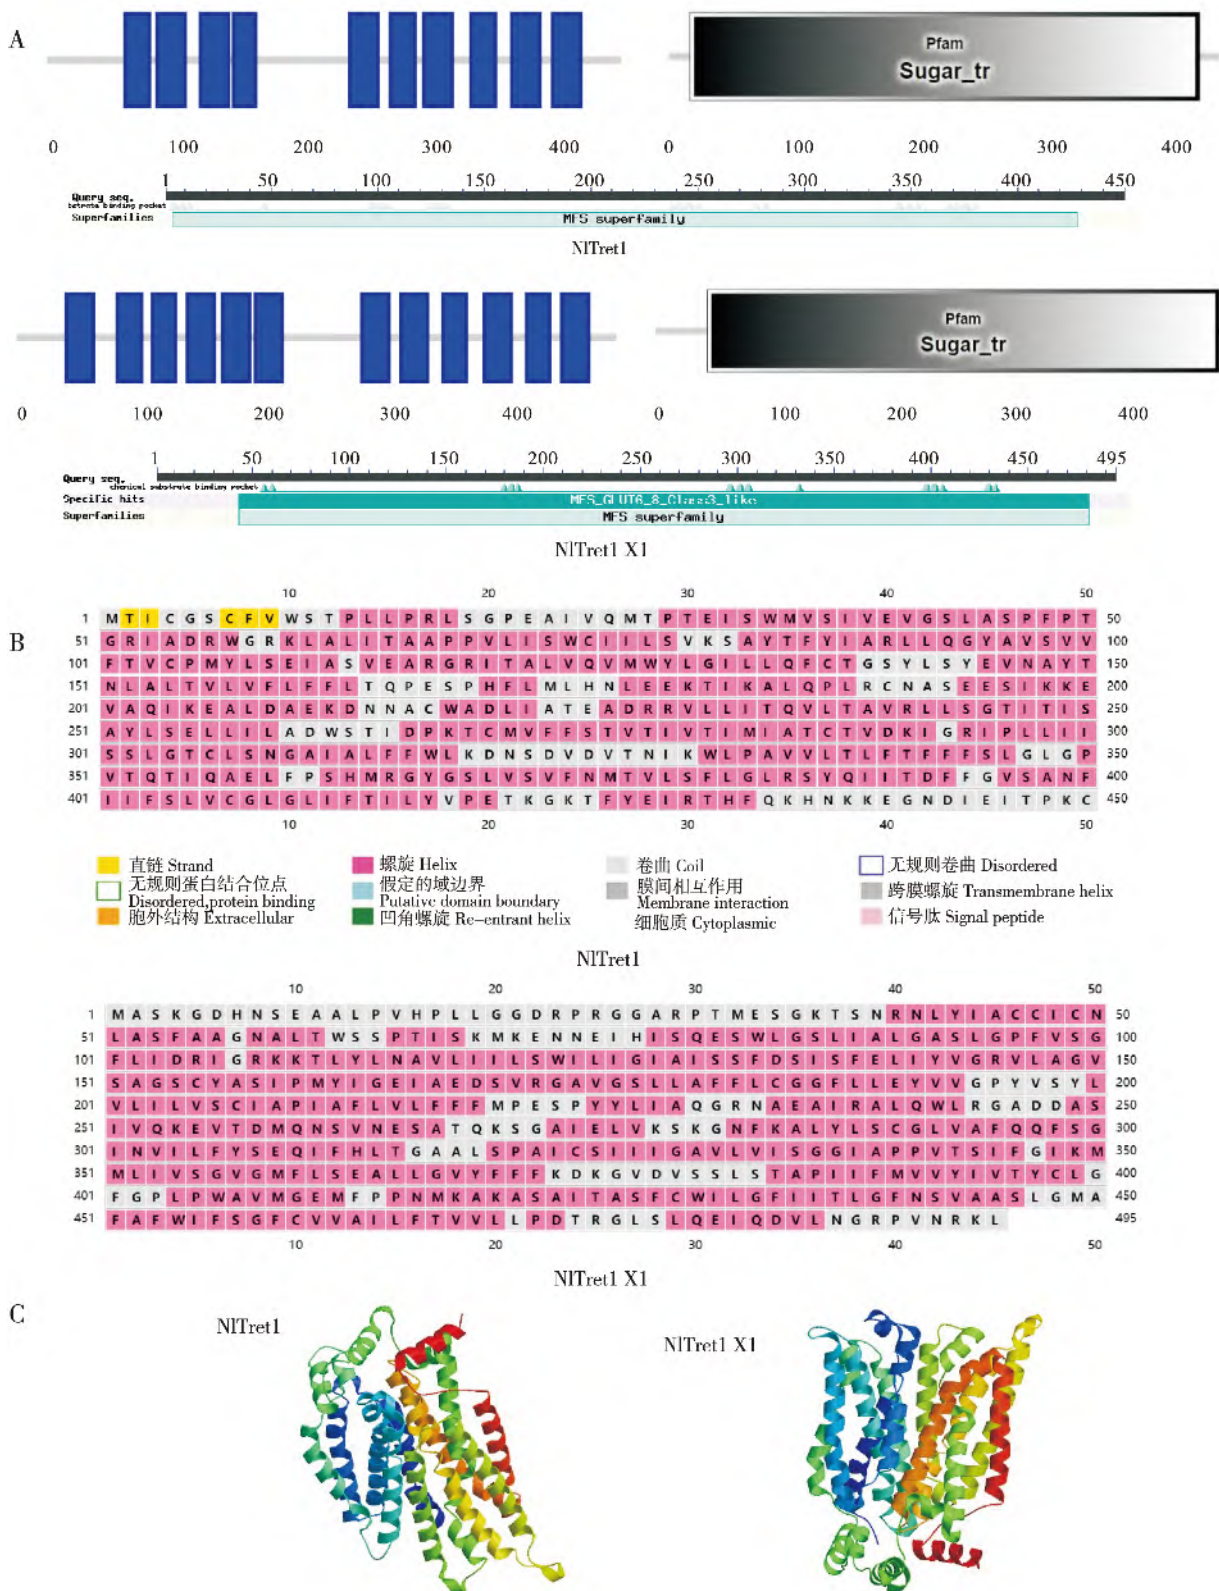 A
Pfam
Sugar_tr
0 100 200 300 400 0 100 200 300 400
1 50 100 150 200 250 300 350 400 450
Query seq.
bstrate binding pocket
Superfamilies MFS superfamily
NlTret1
Pfam
Sugar_tr
0 100 200 300 400 0 100 200 300 400
1 50 100 150 200 250 300 350 400 450 495
Query seq.
chemical substrate binding pocket
Specific hits MFS_GLUT6_8_Class3_like
Superfamilies MFS superfamily
NlTret1 X1
B
10 20 30 40 50
1 M T I C G S C F V W S T P L L P R L S G P E A I V Q M T P T E I S W M V S I V E V G S L A S P F P T 50
51 G R I A D R W G R K L A L I T A A P P V L I S W C I I L S V K S A Y T F Y I A R L L Q G Y A V S V V 100
101 F T V C P M Y L S E I A S V E A R G R I T A L V Q V M W Y L G I L L Q F C T G S Y L S Y E V N A Y T 150
151 N L A L T V L V F L F F L T Q P E S P H F L M L H N L E E K T I K A L Q P L R C N A S E E S I K K E 200
201 V A Q I K E A L D A E K D N N A C W A D L I A T E A D R R V L L I T Q V L T A V R L L S G T I T I S 250
251 A Y L S E L L I L A D W S T I D P K T C M V F F S T V T I V T I M I A T C T V D K I G R I P L L I I 300
301 S S L G T C L S N G A I A L F F W L K D N S D V D V T N I K W L P A V V L T L F T F F F S L G L G P 350
351 V T Q T I Q A E L F P S H M R G Y G S L V S V F N M T V L S F L G L R S Y Q I I T D F F G V S A N F 400
401 I I F S L V C G L G L I F T I L Y V P E T K G K T F Y E I R T H F Q K H N K K E G N D I E I T P K C 450
10 20 30 40 50
直链 Strand 螺旋 Helix 卷曲 Coil 无规则卷曲 Disordered
无规则蛋白结合位点 假定的域边界 膜间相互作用 跨膜螺旋 Transmembrane helix
Disordered,protein binding Putative domain boundary Membrane interaction
胞外结构 Extracellular 凹角螺旋 Re-entrant helix 细胞质 Cytoplasmic 信号肽 Signal peptide
NlTret1
10 20 30 40 50
1 M A S K G D H N S E A A L P V H P L L G G D R P R G G A R P T M E S G K T S N R N L Y I A C C I C N 50
51 L A S F A A G N A L T W S S P T I S K M K E N N E I H I S Q E S W L G S L I A L G A S L G P F V S G 100
101 F L I D R I G R K K T L Y L N A V L I I L S W I L I G I A I S S F D S I S F E L I Y V G R V L A G V 150
151 S A G S C Y A S I P M Y I G E I A E D S V R G A V G S L L A F F L C G G F L L E Y V V G P Y V S Y L 200
201 V L I L V S C I A P I A F L V L F F F M P E S P Y Y L I A Q G R N A E A I R A L Q W L R G A D D A S 250
251 I V Q K E V T D M Q N S V N E S A T Q K S G A I E L V K S K G N F K A L Y L S C G L V A F Q Q F S G 300
301 I N V I L F Y S E Q I F H L T G A A L S P A I C S I I I G A V L V I S G G I A P P V T S I F G I K M 350
351 M L I V S G V G M F L S E A L L G V Y F F F K D K G V D V S S L S T A P I I F M V V Y I V T Y C L G 400
401 F G P L P W A V M G E M F P P N M K A K A S A I T A S F C W I L G F I I T L G F N S V A A S L G M A 450
451 F A F W I F S G F C V V A I L F T V V L L P D T R G L S L Q E I Q D V L N G R P V N R K L 495
10 20 30 40 50
NlTret1 X1
C
NlTret1
NlTret1 X1